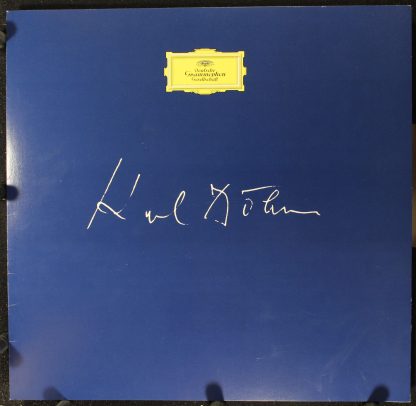 Deutsche
Grammophon
Gesellschaft
Karl Böhm